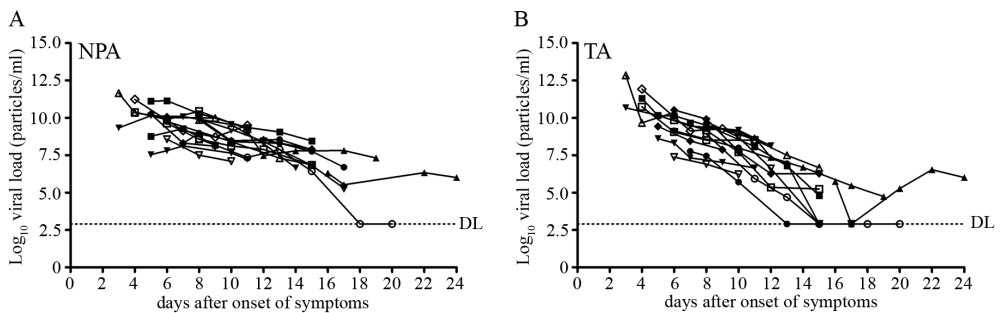 A
NPA
Log10 viral load (particles/ml)
15.0
12.5
10.0
7.5
5.0
2.5
0
DL
0 2 4 6 8 10 12 14 16 18 20 22 24
days after onset of symptoms
B
TA
Log10 viral load (particles/ml)
15.0
12.5
10.0
7.5
5.0
2.5
0
DL
0 2 4 6 8 10 12 14 16 18 20 22 24
days after onset of symptoms